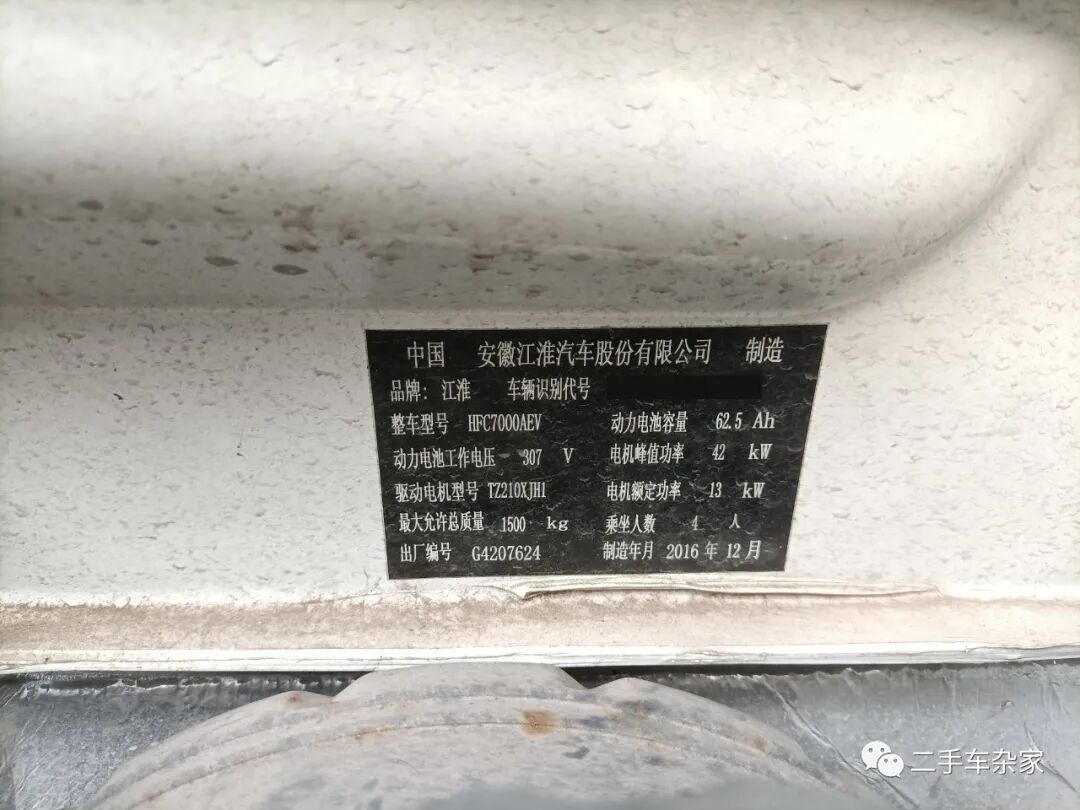 中国 安徽江淮汽车股份有限公司 制造
品牌: 江淮 车辆识别代号
整车型号 HFC7000AEV 动力电池容量 62.5 Ah
动力电池工作电压 307 V 电机峰值功率 42 kW
驱动电机型号 TZ210XJH1 电机额定功率 13 kW
最大允许总质量 1500 kg 乘坐人数 4 人
出厂编号 G4207624 制造年月 2016 年 12 月
二手车杂家